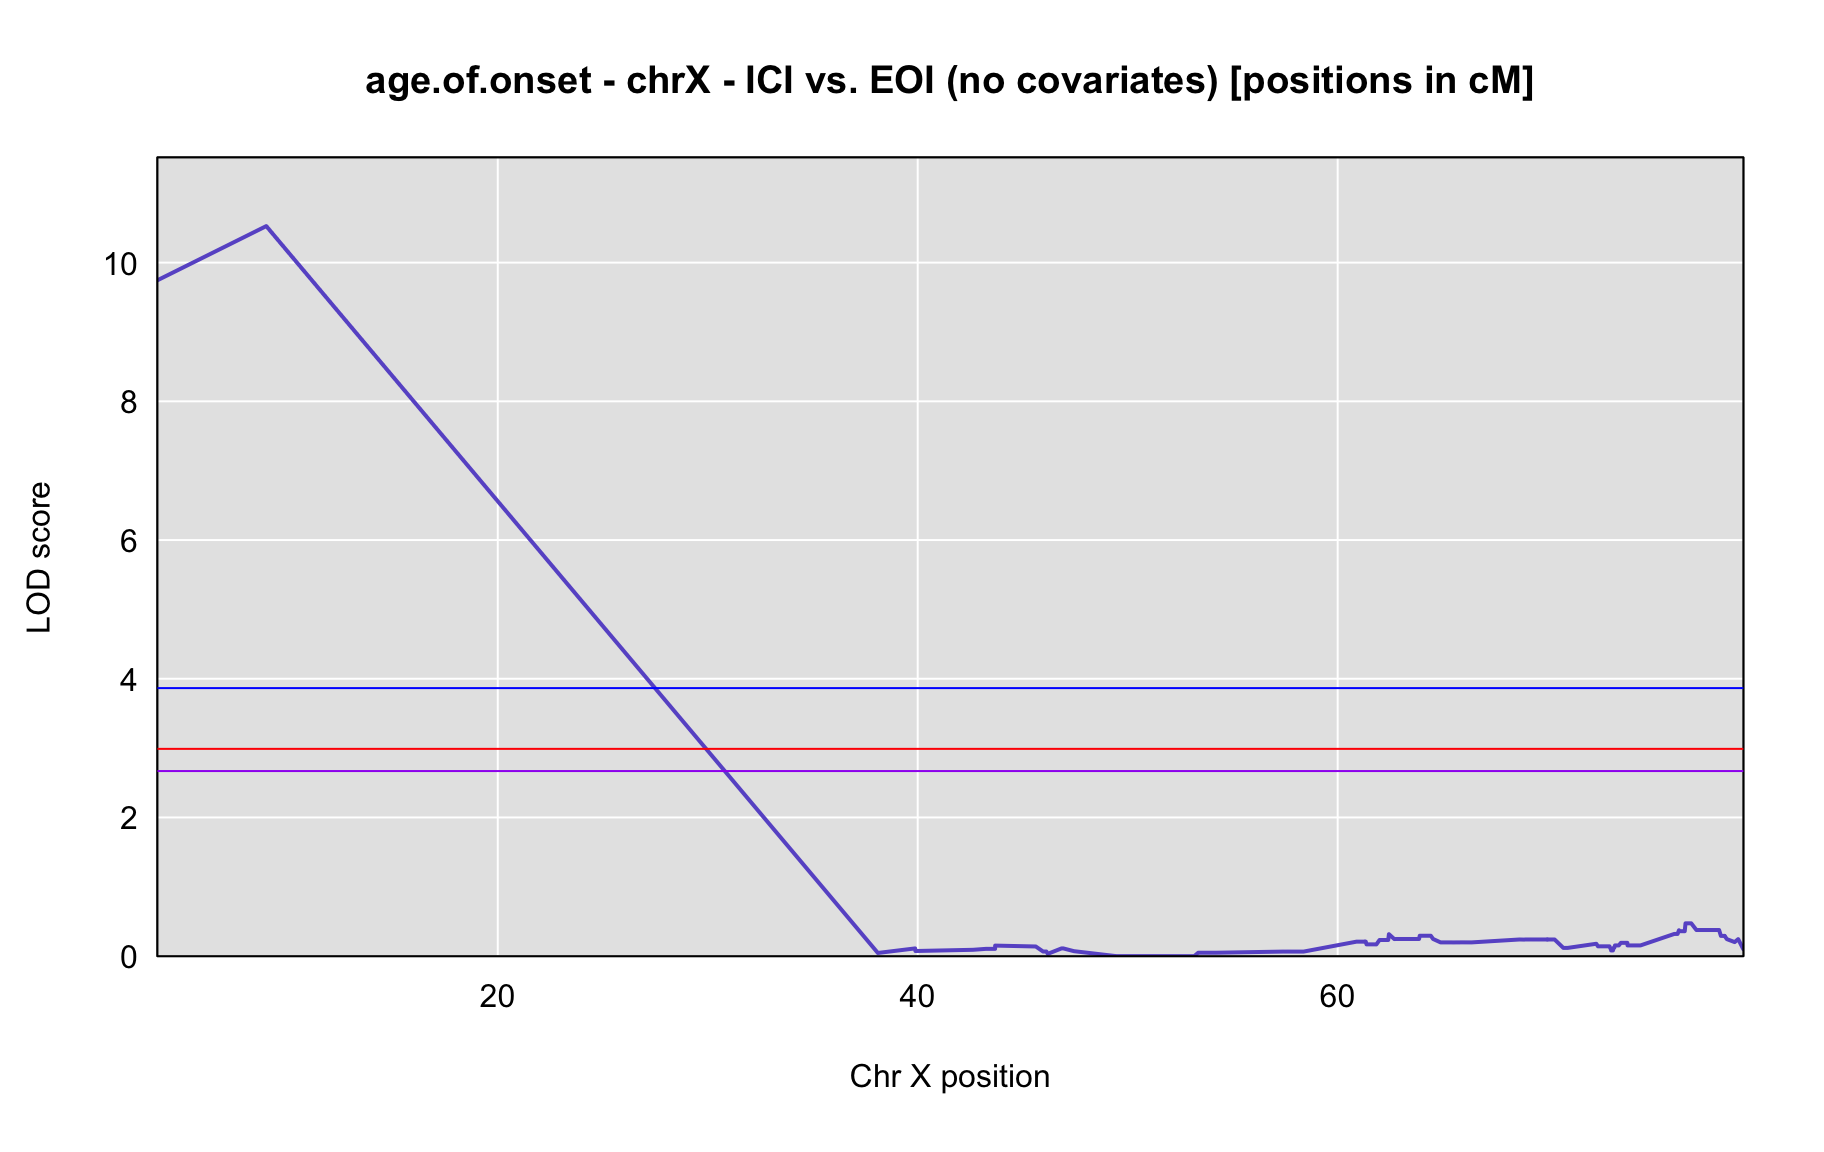 age.of.onset - chrX - ICI vs. EOI (no covariates) [positions in cM]
10
8
6
4
2
0
LOD score
20 40 60
Chr X position